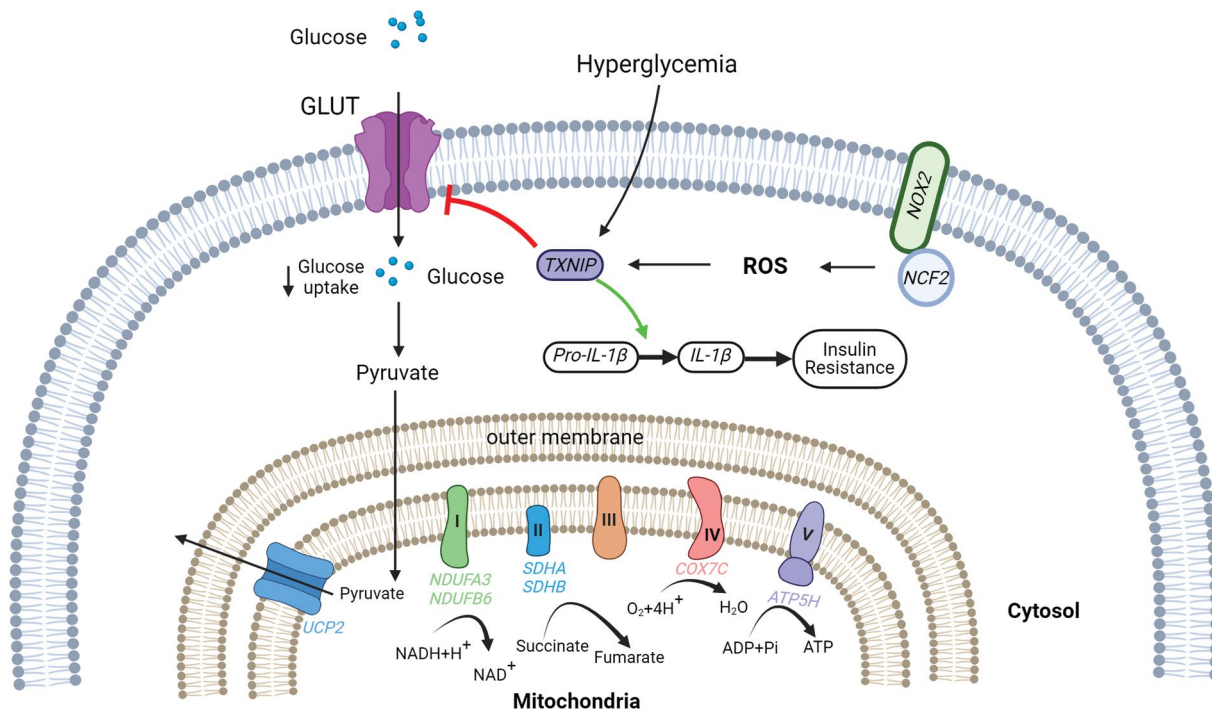 Glucose
Hyperglycemia
GLUT
NOX2
NCF2
TXNIP
ROS
Glucose
uptake
Glucose
Pro-IL-1β
IL-1β
Insulin
Resistance
Pyruvate
outer membrane
I
II
III
IV
V
NDUFA3
NDUFB6
SDHA
SDHB
COX7C
ATP5H
Pyruvate
UCP2
O₂+4H⁺
H₂O
NADH+H⁺
NAD⁺
Succinate
Fumarate
ADP+Pi
ATP
Cytosol
Mitochondria